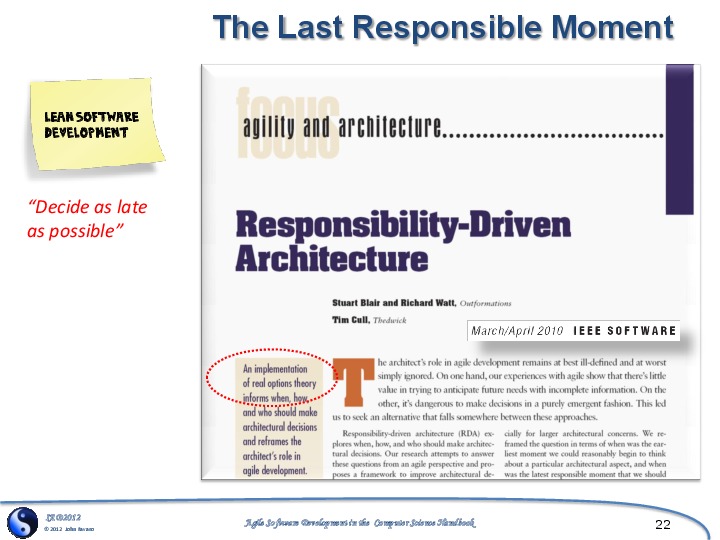 The Last Responsible Moment
LEAN SOFTWARE
DEVELOPMENT
“Decide as late
as possible”
focus
agility and architecture
Responsibility-Driven
Architecture
Stuart Blair and Richard Watt, Outformations
Tim Cull, Thedwick
March/April 2010 IEEE SOFTWARE
An implementation
of real options theory
informs when, how,
and who should make
architectural decisions
and reframes the
architect’s role in
agile development.
The architect’s role in agile development remains at best ill-defined and at worst
simply ignored. On one hand, our experiences with agile show that there’s little
value in trying to anticipate future needs with incomplete information. On the
other, it’s dangerous to make decisions in a purely emergent fashion. This led
us to seek an alternative that falls somewhere between these approaches.
Responsibility-driven architecture (RDA) ex-
plores when, how, and who should make architec-
tural decisions. Our research attempts to answer
these questions from an agile perspective and pro-
poses a framework to improve architectural de-
cially for larger architectural concerns. We re-
framed the question in terms of when was the ear-
liest moment we could reasonably begin to think
about a particular architectural aspect, and when
was the latest responsible moment that we should
© 2012 John Favaro
Agile Software Development in the Computer Science Handbook
22